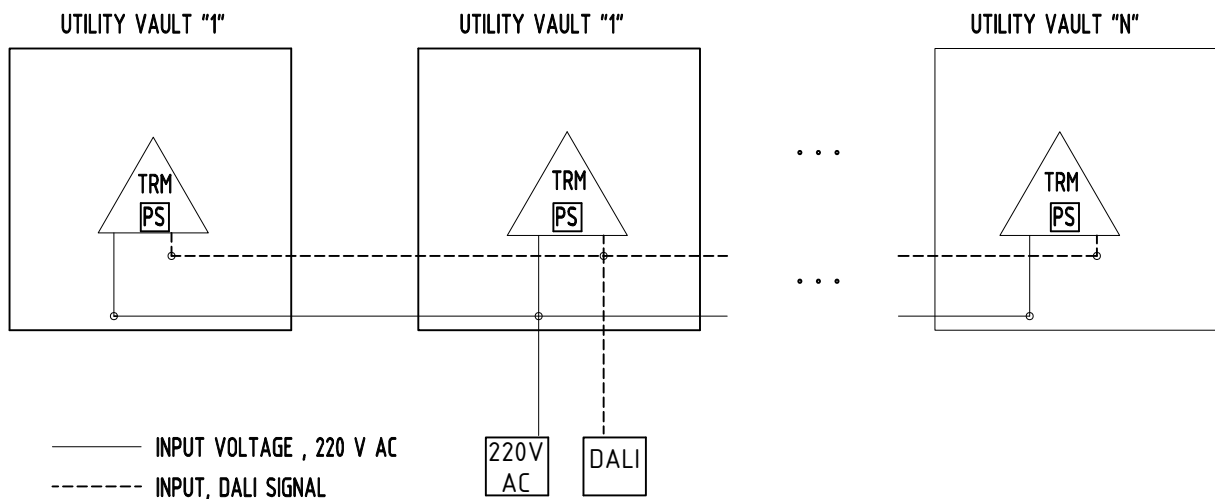 UTILITY VAULT "1"
UTILITY VAULT "1"
UTILITY VAULT "N"
TRM
PS
TRM
PS
TRM
PS
INPUT VOLTAGE , 220 V AC
INPUT, DALI SIGNAL
220V
AC
DALI